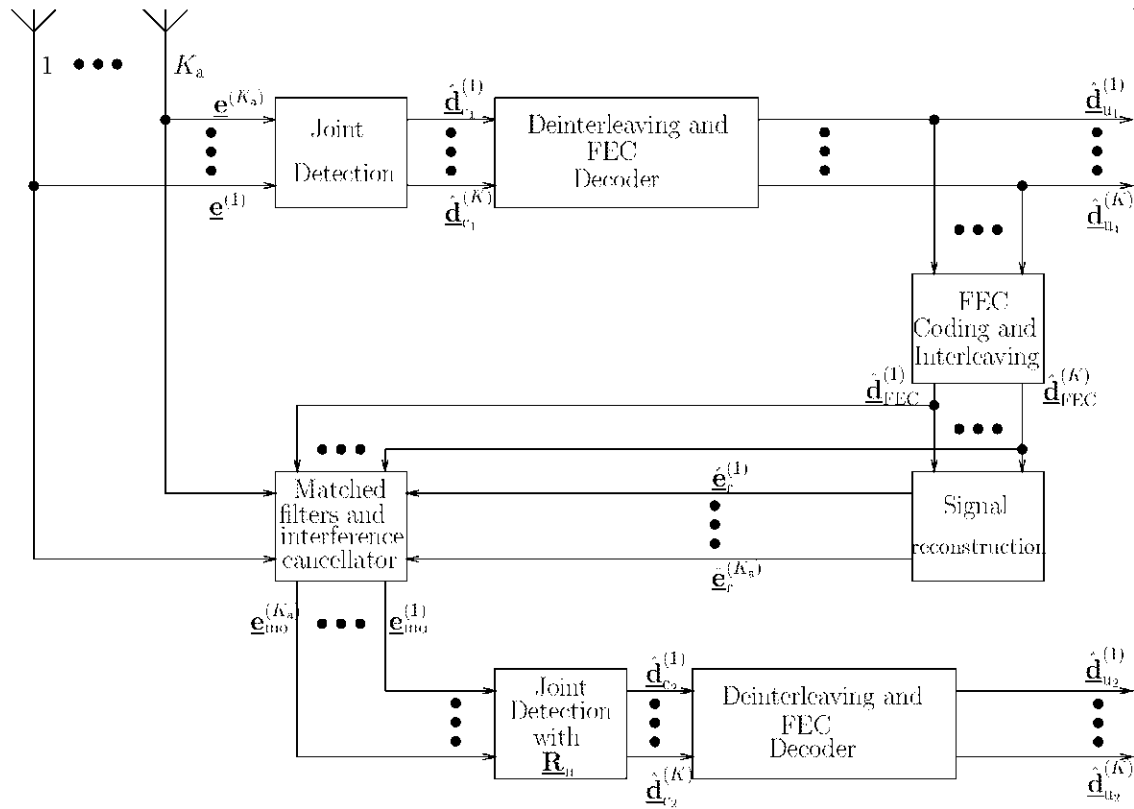 1 ••• K_a
e^(K_a)
e^(1)
Joint
Detection
d̂_c₁^(1)
d̂_c₁^(K)
Deinterleaving and
FEC
Decoder
d̂_u₁^(1)
d̂_u₁^(K)
FEC
Coding and
Interleaving
d̂_FEC^(1)
d̂_FEC^(K)
Matched
filters and
interference
cancellator
ê_r^(1)
ê_r^(K_a)
Signal
reconstruction
e_mo^(K_a)
e_mo^(1)
Joint
Detection
with
R_n
d̂_c₂^(1)
d̂_c₂^(K)
Deinterleaving and
FEC
Decoder
d̂_u₂^(1)
d̂_u₂^(K)